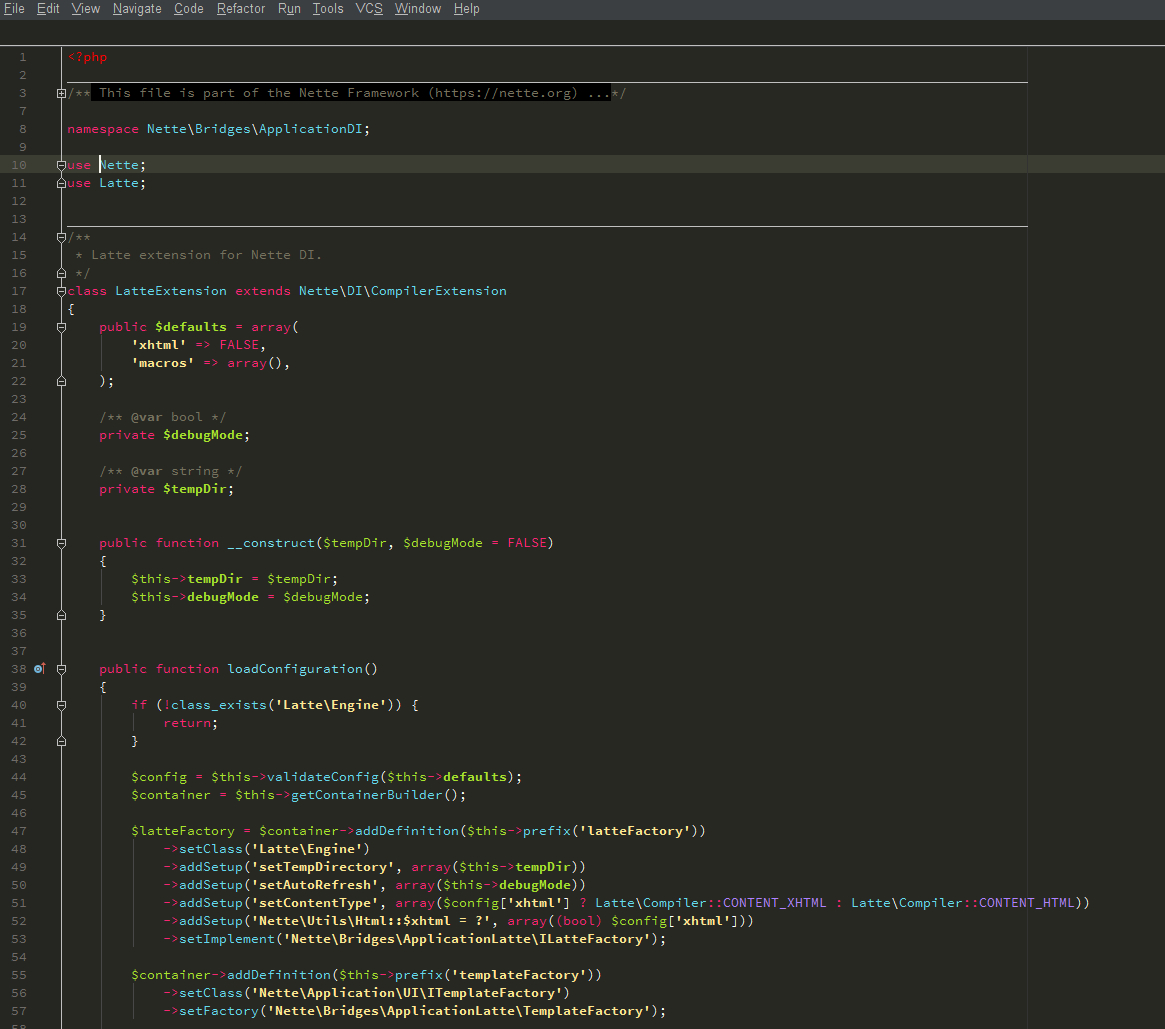 File Edit View Navigate Code Refactor Run Tools VCS Window Help
1 <?php
2
3 /** This file is part of the Nette Framework (https://nette.org) ...*/
7
8 namespace Nette\Bridges\ApplicationDI;
9
10 use Nette;
11 use Latte;
12
13
14 /**
15  * Latte extension for Nette DI.
16  */
17 class LatteExtension extends Nette\DI\CompilerExtension
18 {
19     public $defaults = array(
20         'xhtml' => FALSE,
21         'macros' => array(),
22     );
23
24     /** @var bool */
25     private $debugMode;
26
27     /** @var string */
28     private $tempDir;
29
30
31     public function __construct($tempDir, $debugMode = FALSE)
32     {
33         $this->tempDir = $tempDir;
34         $this->debugMode = $debugMode;
35     }
36
37
38     public function loadConfiguration()
39     {
40         if (!class_exists('Latte\Engine')) {
41             return;
42         }
43
44         $config = $this->validateConfig($this->defaults);
45         $container = $this->getContainerBuilder();
46
47         $latteFactory = $container->addDefinition($this->prefix('latteFactory'))
48             ->setClass('Latte\Engine')
49             ->addSetup('setTempDirectory', array($this->tempDir))
50             ->addSetup('setAutoRefresh', array($this->debugMode))
51             ->addSetup('setContentType', array($config['xhtml'] ? Latte\Compiler::CONTENT_XHTML : Latte\Compiler::CONTENT_HTML))
52             ->addSetup('Nette\Utils\Html::$xhtml = ?', array((bool) $config['xhtml']))
53             ->setImplement('Nette\Bridges\ApplicationLatte\ILatteFactory');
54
55         $container->addDefinition($this->prefix('templateFactory'))
56             ->setClass('Nette\Application\UI\ITemplateFactory')
57             ->setFactory('Nette\Bridges\ApplicationLatte\TemplateFactory');
58